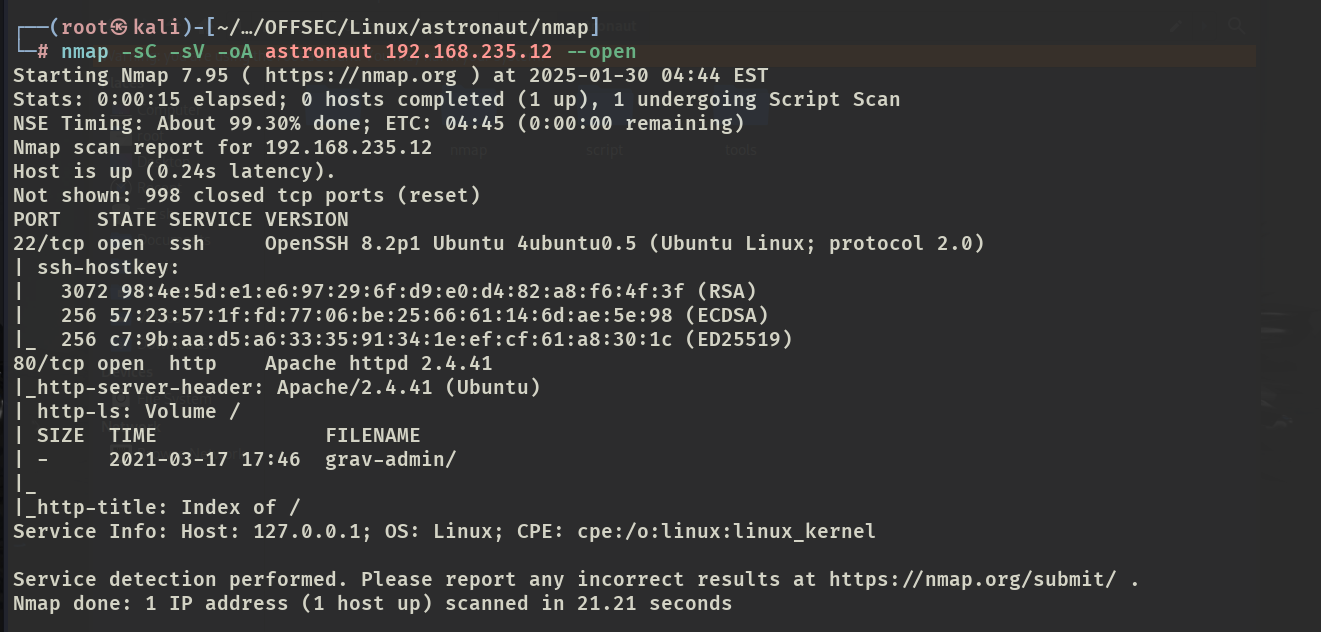 ┌──(root㉿kali)-[~/…/OFFSEC/Linux/astronaut/nmap]
└─# nmap -sC -sV -oA astronaut 192.168.235.12 --open
Starting Nmap 7.95 ( https://nmap.org ) at 2025-01-30 04:44 EST
Stats: 0:00:15 elapsed; 0 hosts completed (1 up), 1 undergoing Script Scan
NSE Timing: About 99.30% done; ETC: 04:45 (0:00:00 remaining)
Nmap scan report for 192.168.235.12
Host is up (0.24s latency).
Not shown: 998 closed tcp ports (reset)
PORT   STATE SERVICE VERSION
22/tcp open  ssh     OpenSSH 8.2p1 Ubuntu 4ubuntu0.5 (Ubuntu Linux; protocol 2.0)
| ssh-hostkey:
|   3072 98:4e:5d:e1:e6:97:29:6f:d9:e0:d4:82:a8:f6:4f:3f (RSA)
|   256 57:23:57:1f:fd:77:06:be:25:66:61:14:6d:ae:5e:98 (ECDSA)
|_  256 c7:9b:aa:d5:a6:33:35:91:34:1e:ef:cf:61:a8:30:1c (ED25519)
80/tcp open  http    Apache httpd 2.4.41
|_http-server-header: Apache/2.4.41 (Ubuntu)
| http-ls: Volume /
| SIZE  TIME              FILENAME
| -     2021-03-17 17:46  grav-admin/
|_
|_http-title: Index of /
Service Info: Host: 127.0.0.1; OS: Linux; CPE: cpe:/o:linux:linux_kernel
Service detection performed. Please report any incorrect results at https://nmap.org/submit/ .
Nmap done: 1 IP address (1 host up) scanned in 21.21 seconds
nmap
script
tools